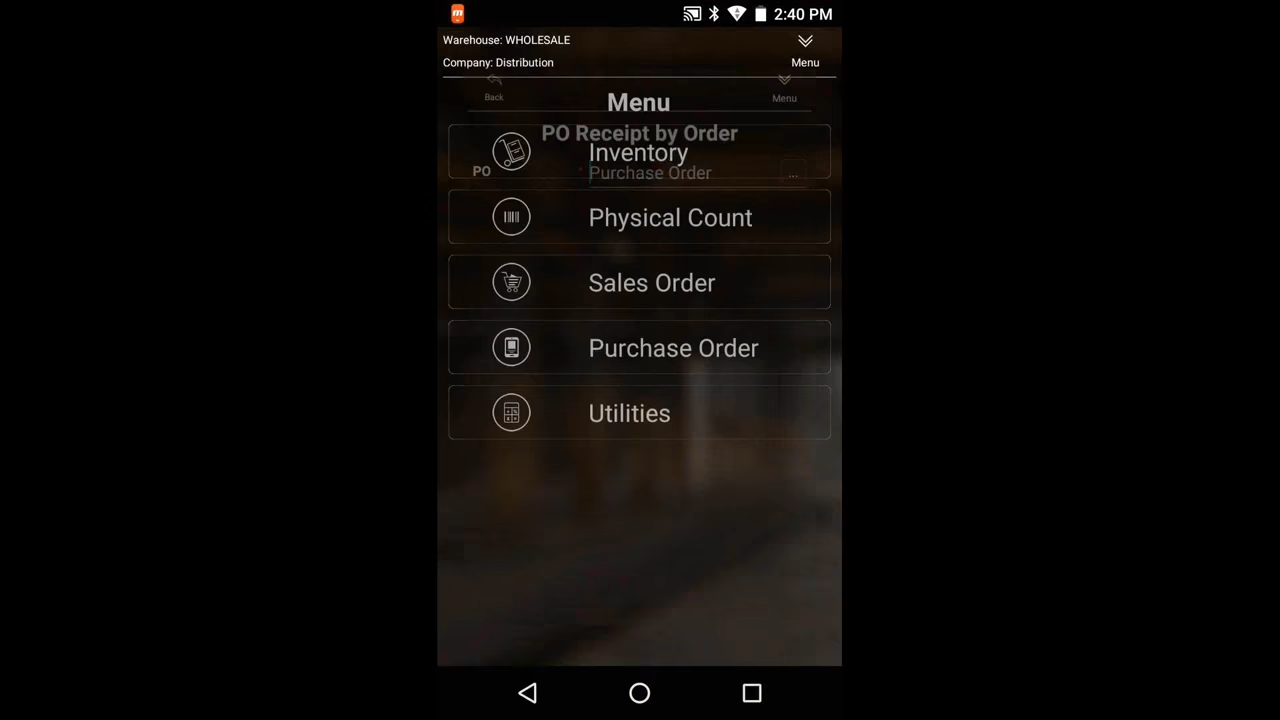 2:40 PM
Warehouse: WHOLESALE
Company: Distribution
Menu
Back
Menu
Menu
PO Receipt by Order
Inventory
PO
Purchase Order
...
Physical Count
Sales Order
Purchase Order
Utilities